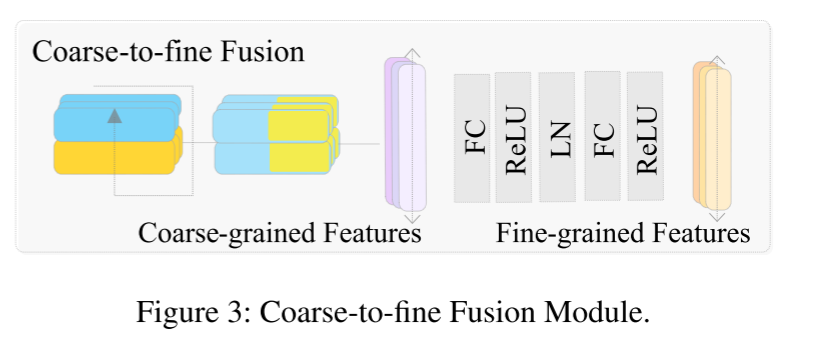 Coarse-to-fine Fusion
FC
ReLU
LN
FC
ReLU
Coarse-grained Features
Fine-grained Features
Figure 3: Coarse-to-fine Fusion Module.